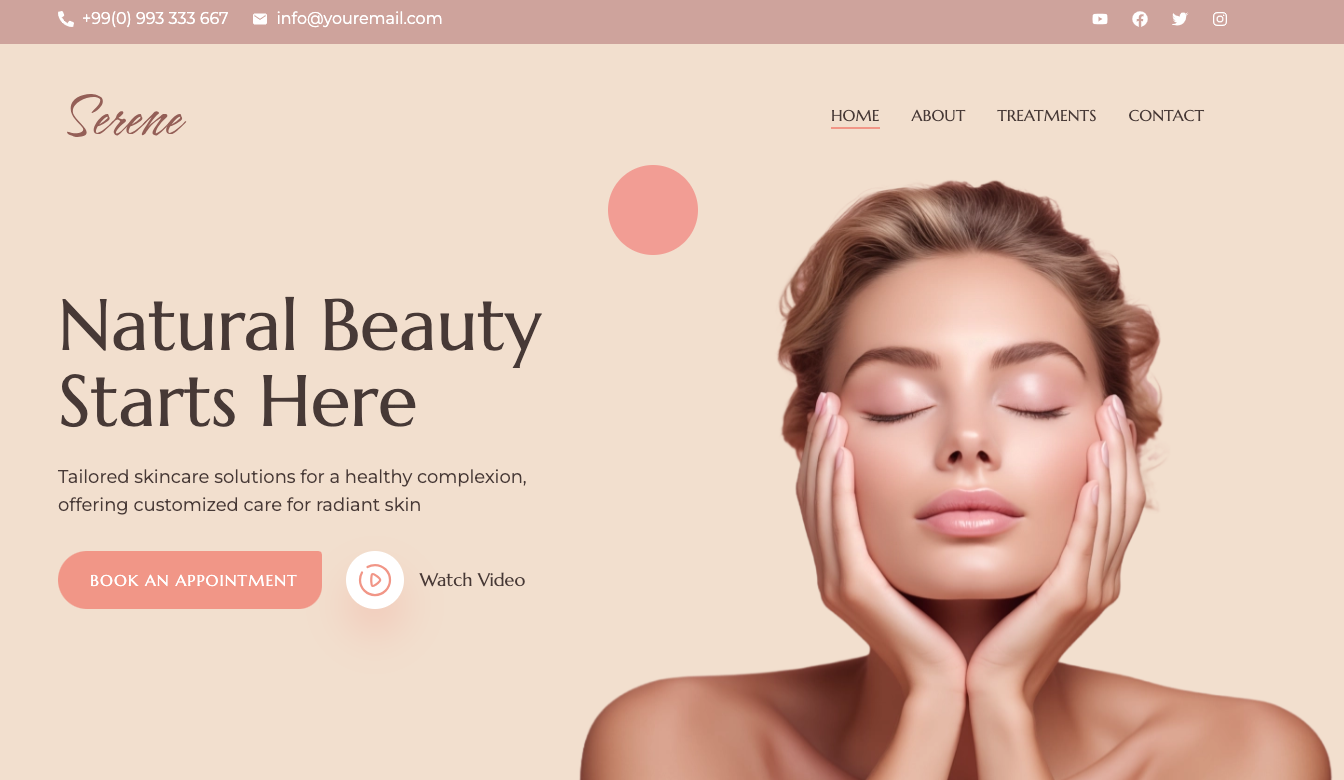 +99(0) 993 333 667 info@youremail.com
Serene
HOME ABOUT TREATMENTS CONTACT
Natural Beauty
Starts Here
Tailored skincare solutions for a healthy complexion,
offering customized care for radiant skin
BOOK AN APPOINTMENT Watch Video